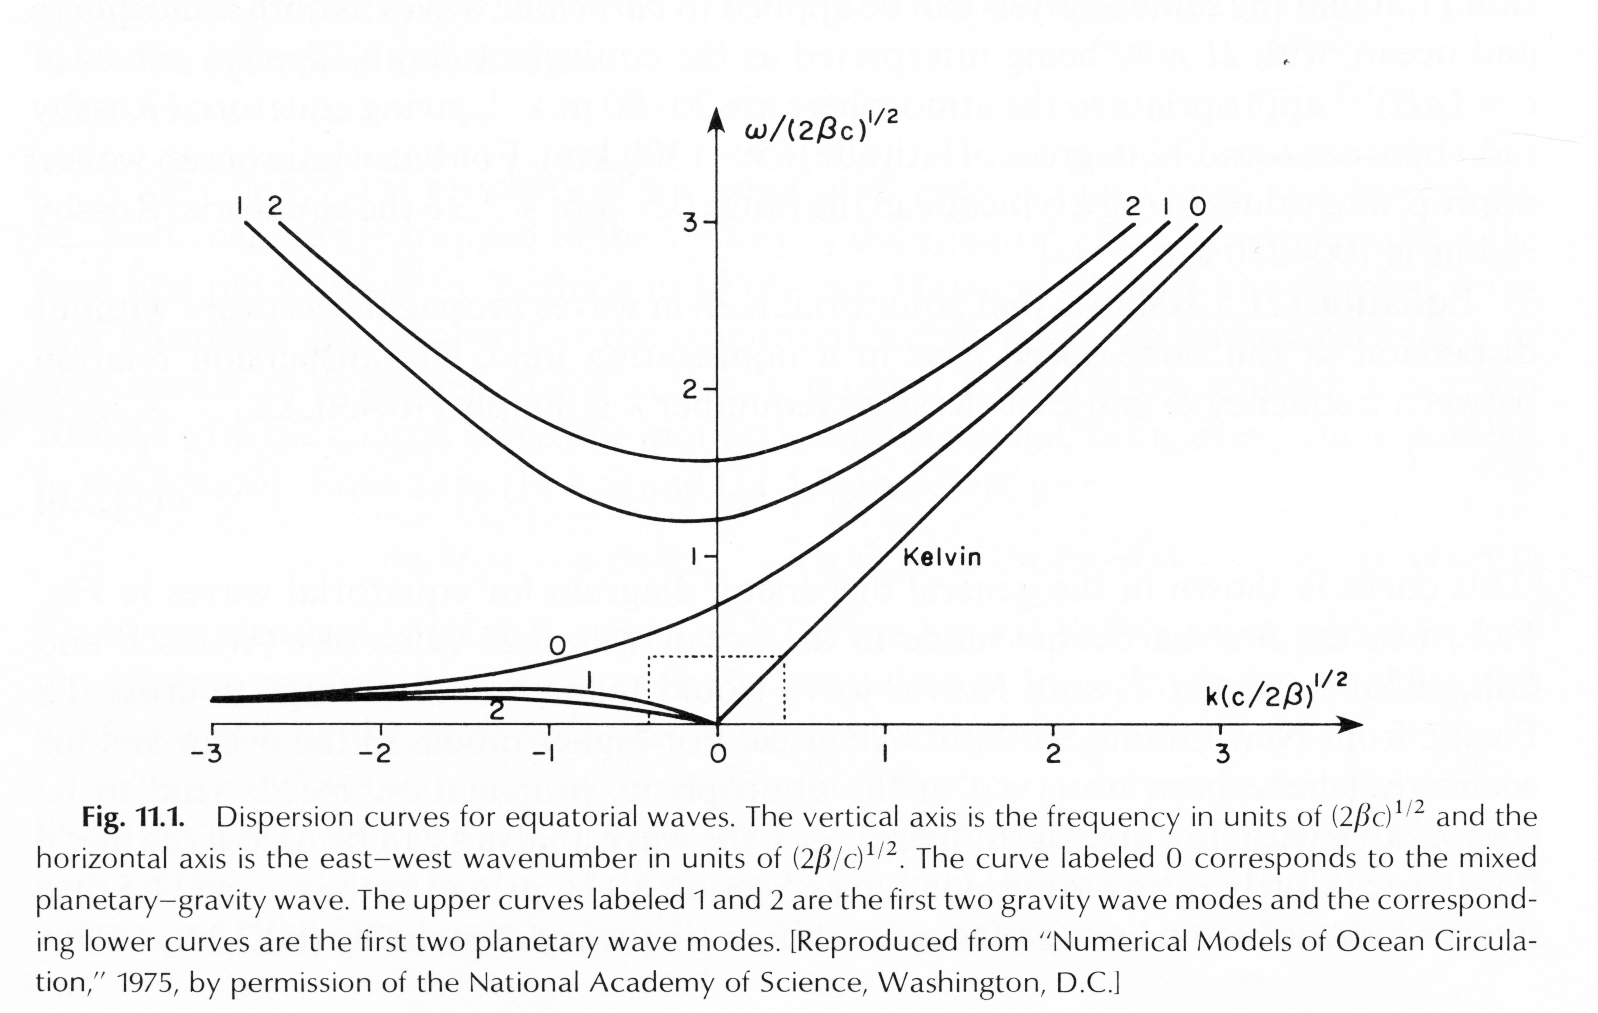 ω/(2βc)^1/2
1 2
2 1 0
3
2
1
Kelvin
0
1
2
k(c/2β)^1/2
-3 -2 -1 0 1 2 3
Fig. 11.1. Dispersion curves for equatorial waves. The vertical axis is the frequency in units of (2βc)^1/2 and the
horizontal axis is the east–west wavenumber in units of (2β/c)^1/2. The curve labeled 0 corresponds to the mixed
planetary–gravity wave. The upper curves labeled 1 and 2 are the first two gravity wave modes and the correspond-
ing lower curves are the first two planetary wave modes. [Reproduced from “Numerical Models of Ocean Circula-
tion,” 1975, by permission of the National Academy of Science, Washington, D.C.]